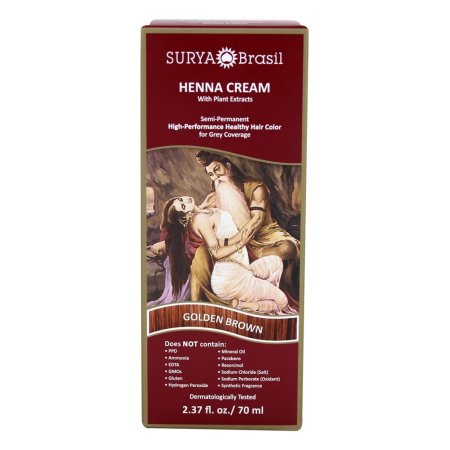 SURYA Brasil
HENNA CREAM
With Plant Extracts
Semi-Permanent
High-Performance Healthy Hair Color
for Grey Coverage
GOLDEN BROWN
Does NOT contain:
• PPD
• Ammonia
• EDTA
• GMOs
• Gluten
• Hydrogen Peroxide
• Mineral Oil
• Parabens
• Resorcinol
• Sodium Chloride (Salt)
• Sodium Perborate (Oxidant)
• Synthetic Fragrance
Dermatologically Tested
2.37 fl. oz./ 70 ml